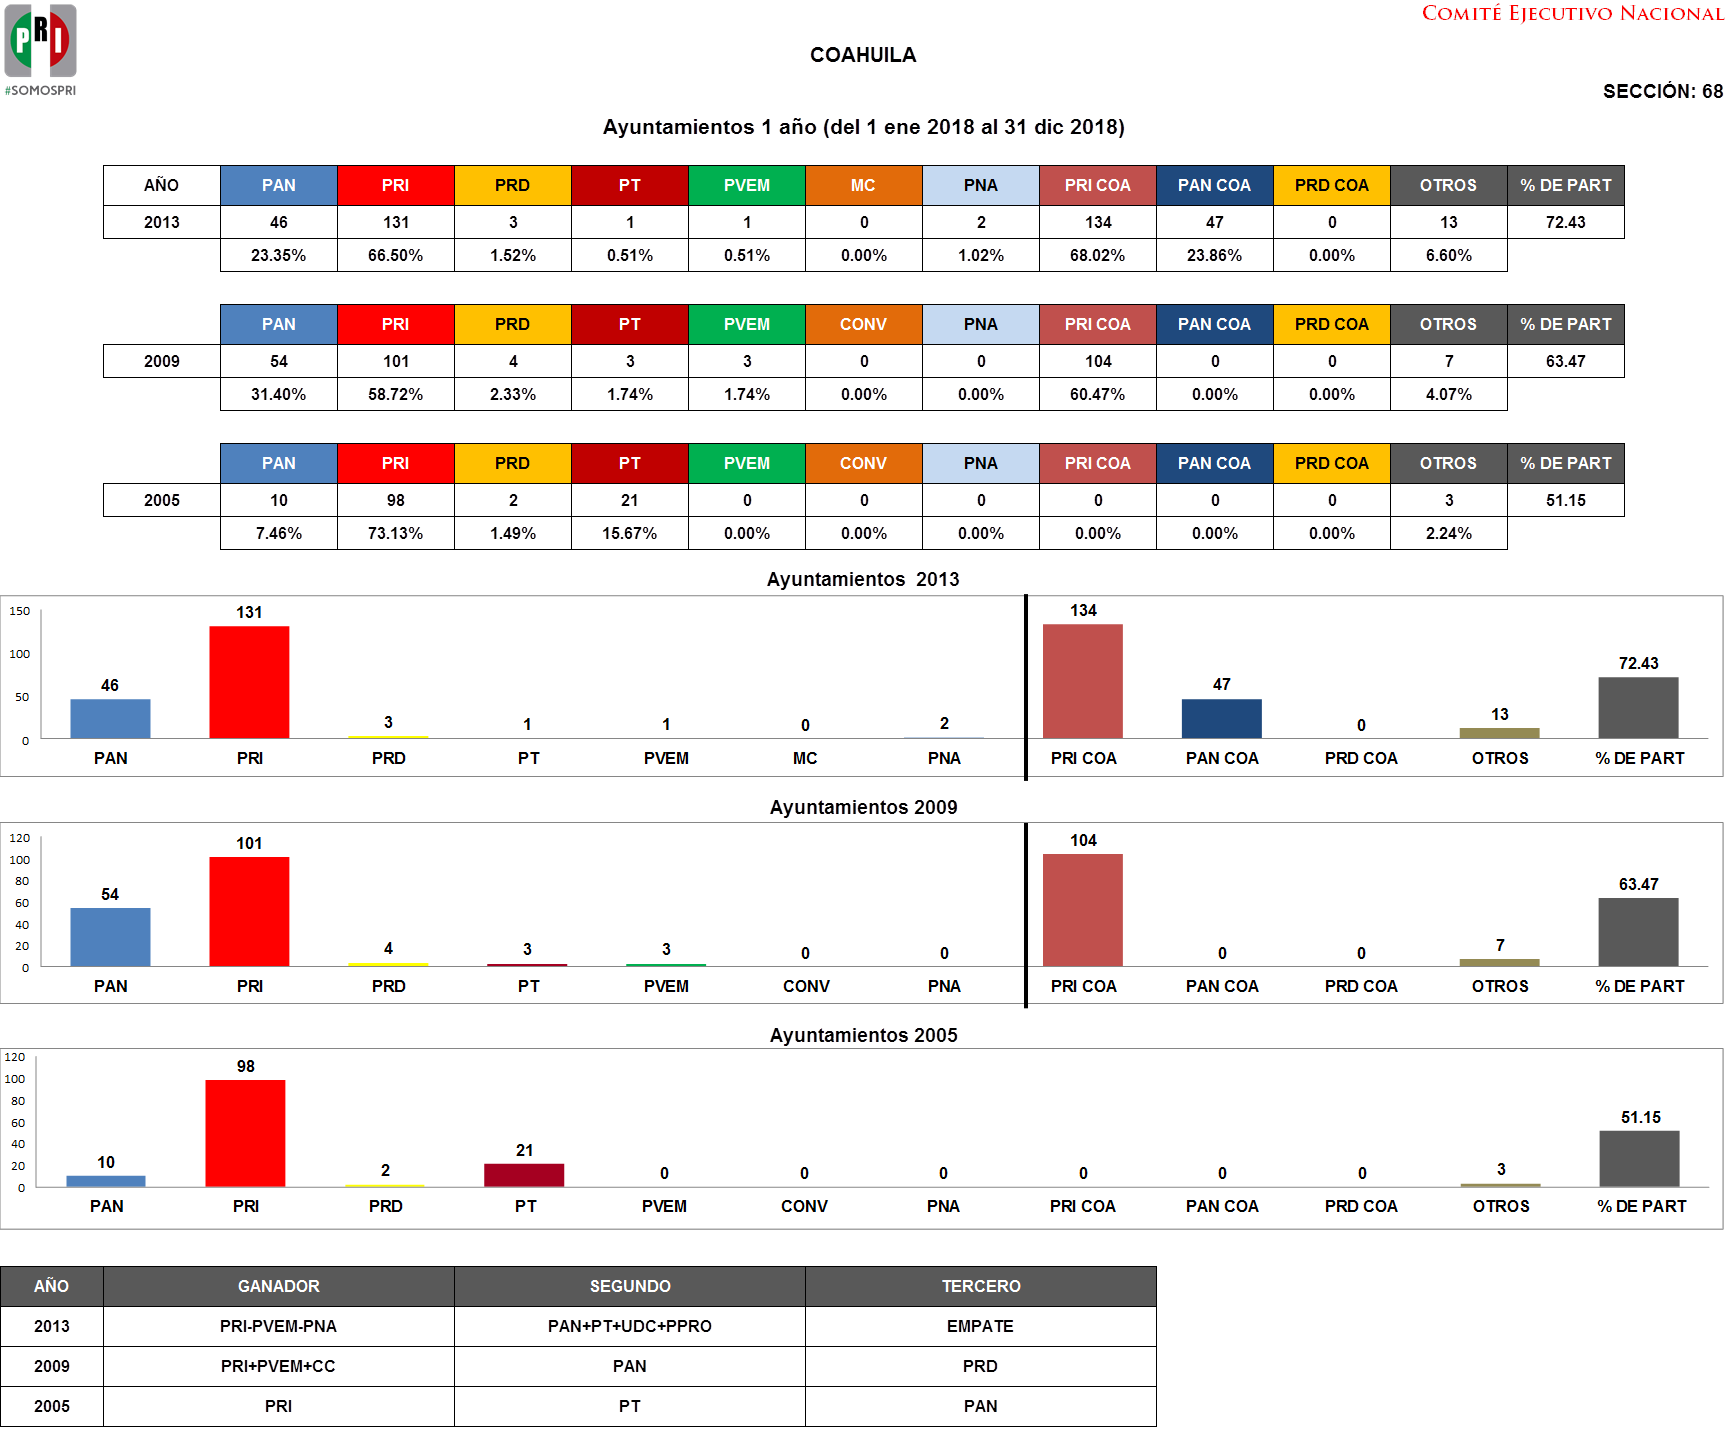 PRI
#SOMOSPRI
COMITÉ EJECUTIVO NACIONAL
COAHUILA
SECCIÓN: 68
Ayuntamientos 1 año (del 1 ene 2018 al 31 dic 2018)
AÑO PAN PRI PRD PT PVEM MC PNA PRI COA PAN COA PRD COA OTROS % DE PART
2013 46 131 3 1 1 0 2 134 47 0 13 72.43
23.35% 66.50% 1.52% 0.51% 0.51% 0.00% 1.02% 68.02% 23.86% 0.00% 6.60%
PAN PRI PRD PT PVEM CONV PNA PRI COA PAN COA PRD COA OTROS % DE PART
2009 54 101 4 3 3 0 0 104 0 0 7 63.47
31.40% 58.72% 2.33% 1.74% 1.74% 0.00% 0.00% 60.47% 0.00% 0.00% 4.07%
PAN PRI PRD PT PVEM CONV PNA PRI COA PAN COA PRD COA OTROS % DE PART
2005 10 98 2 21 0 0 0 0 0 0 3 51.15
7.46% 73.13% 1.49% 15.67% 0.00% 0.00% 0.00% 0.00% 0.00% 0.00% 2.24%
Ayuntamientos 2013
150
100
50
0
46 131 3 1 1 0 2 134 47 0 13 72.43
PAN PRI PRD PT PVEM MC PNA PRI COA PAN COA PRD COA OTROS % DE PART
Ayuntamientos 2009
120
100
80
60
40
20
0
54 101 4 3 3 0 0 104 0 0 7 63.47
PAN PRI PRD PT PVEM CONV PNA PRI COA PAN COA PRD COA OTROS % DE PART
Ayuntamientos 2005
120
100
80
60
40
20
0
10 98 2 21 0 0 0 0 0 0 3 51.15
PAN PRI PRD PT PVEM CONV PNA PRI COA PAN COA PRD COA OTROS % DE PART
AÑO GANADOR SEGUNDO TERCERO
2013 PRI-PVEM-PNA PAN+PT+UDC+PPRO EMPATE
2009 PRI+PVEM+CC PAN PRD
2005 PRI PT PAN